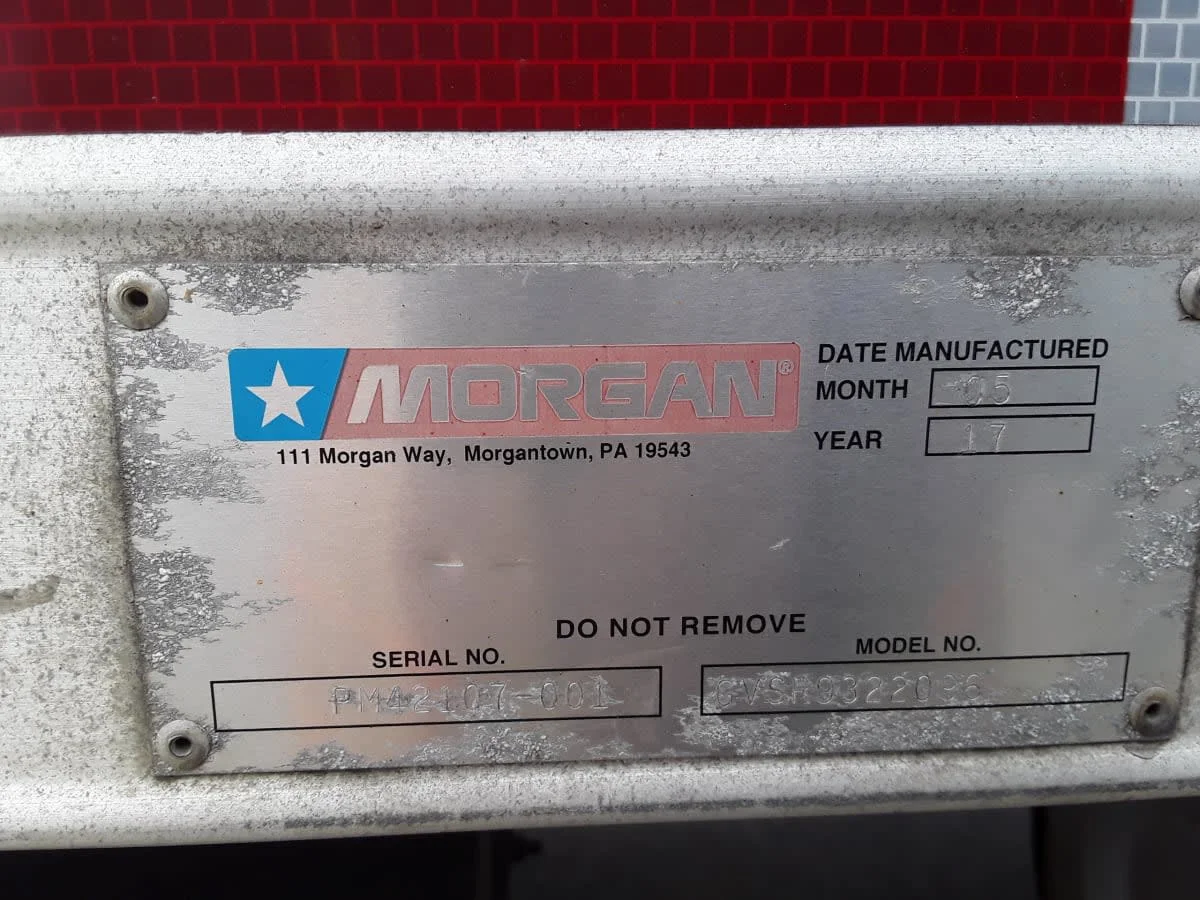 MORGAN®
111 Morgan Way, Morgantown, PA 19543
DATE MANUFACTURED
MONTH 05
YEAR 17
DO NOT REMOVE
SERIAL NO.
PM42107-001
MODEL NO.